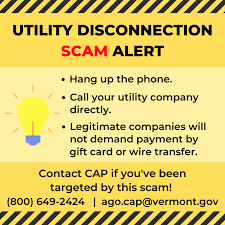 UTILITY DISCONNECTION
SCAM ALERT
• Hang up the phone.
• Call your utility company
directly.
• Legitimate companies will
not demand payment by
gift card or wire transfer.
Contact CAP if you've been
targeted by this scam!
(800) 649-2424 | ago.cap@vermont.gov